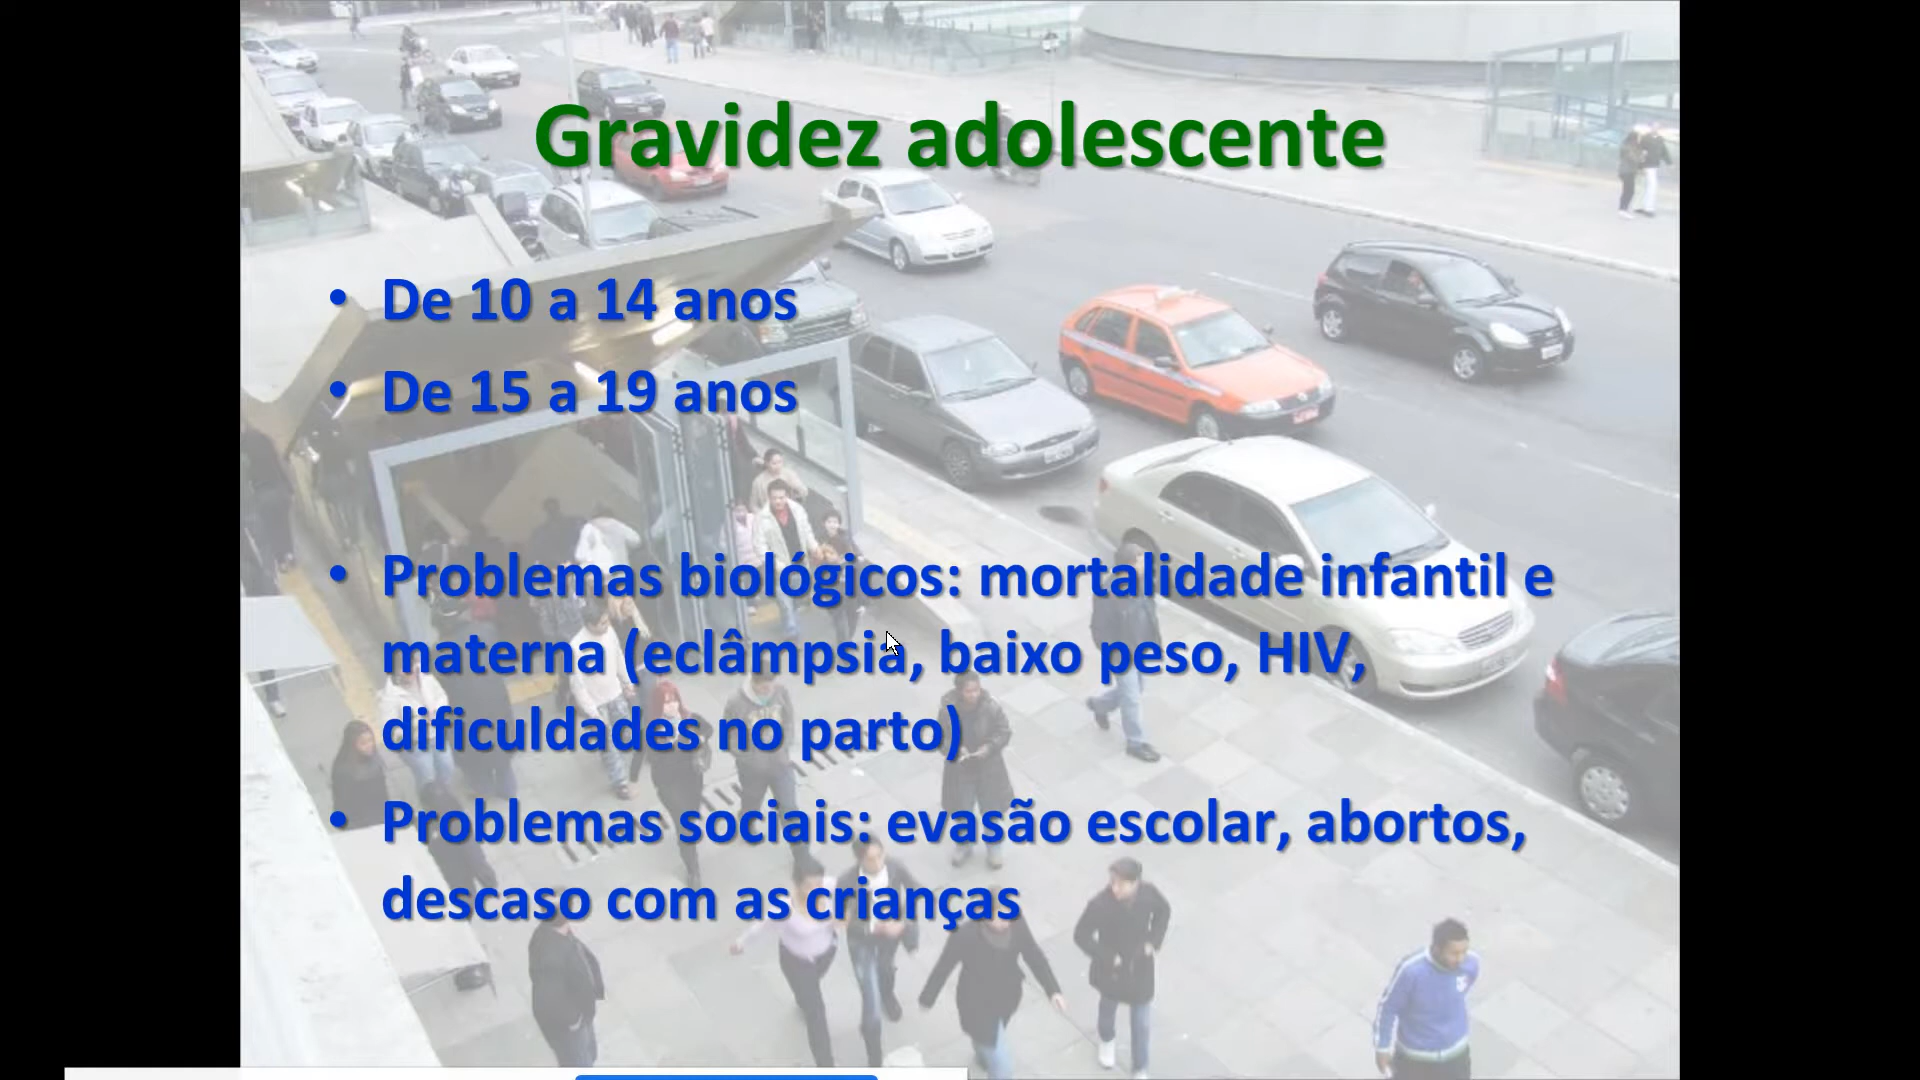 Gravidez adolescente
• De 10 a 14 anos
• De 15 a 19 anos
• Problemas biológicos: mortalidade infantil e
materna (eclâmpsia, baixo peso, HIV,
dificuldades no parto)
• Problemas sociais: evasão escolar, abortos,
descaso com as crianças